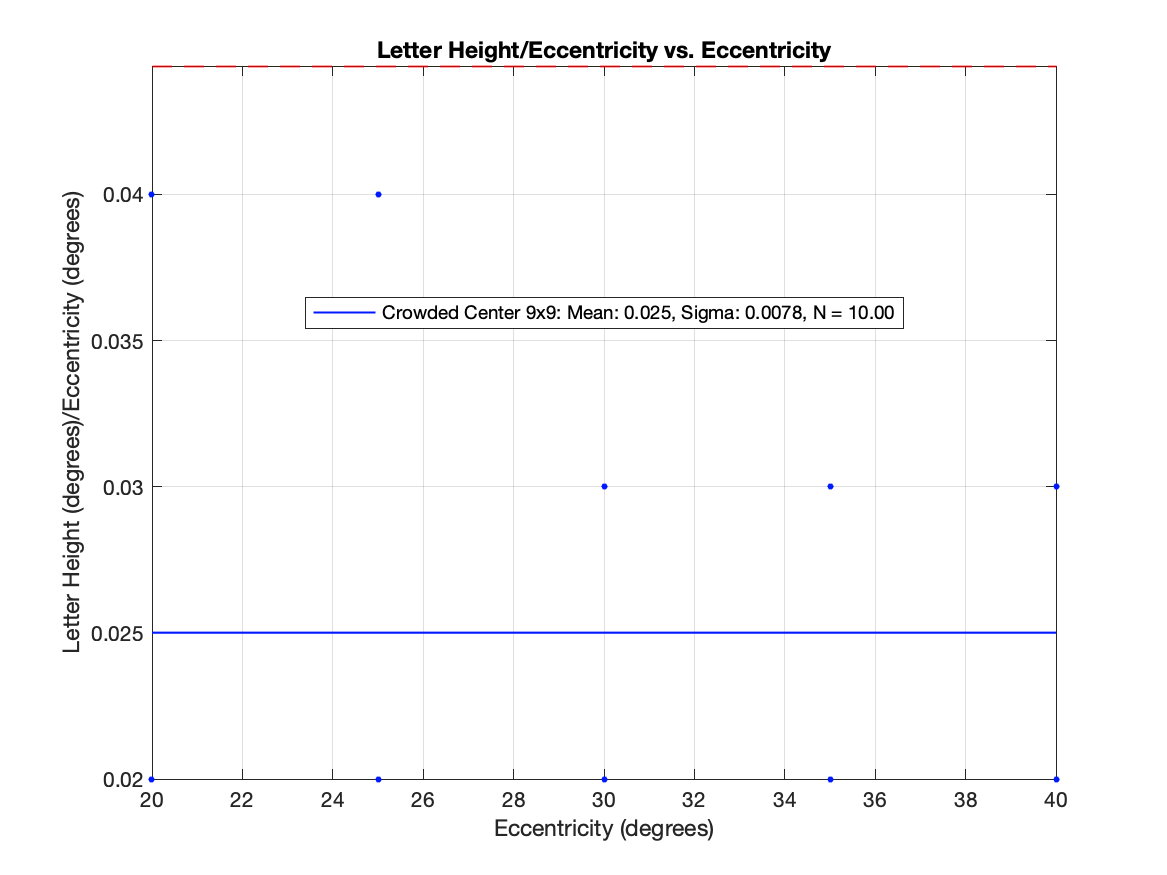 Letter Height/Eccentricity vs. Eccentricity
Letter Height (degrees)/Eccentricity (degrees)
0.04
0.035
0.03
0.025
0.02
Crowded Center 9x9: Mean: 0.025, Sigma: 0.0078, N = 10.00
20 22 24 26 28 30 32 34 36 38 40
Eccentricity (degrees)